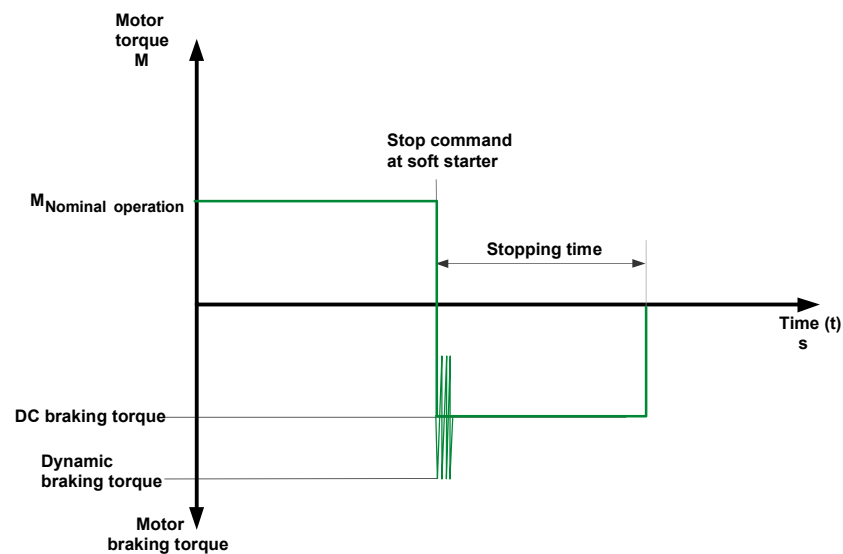 Motor
torque
M
Stop command
at soft starter
M Nominal operation
Stopping time
Time (t)
s
DC braking torque
Dynamic
braking torque
Motor
braking torque